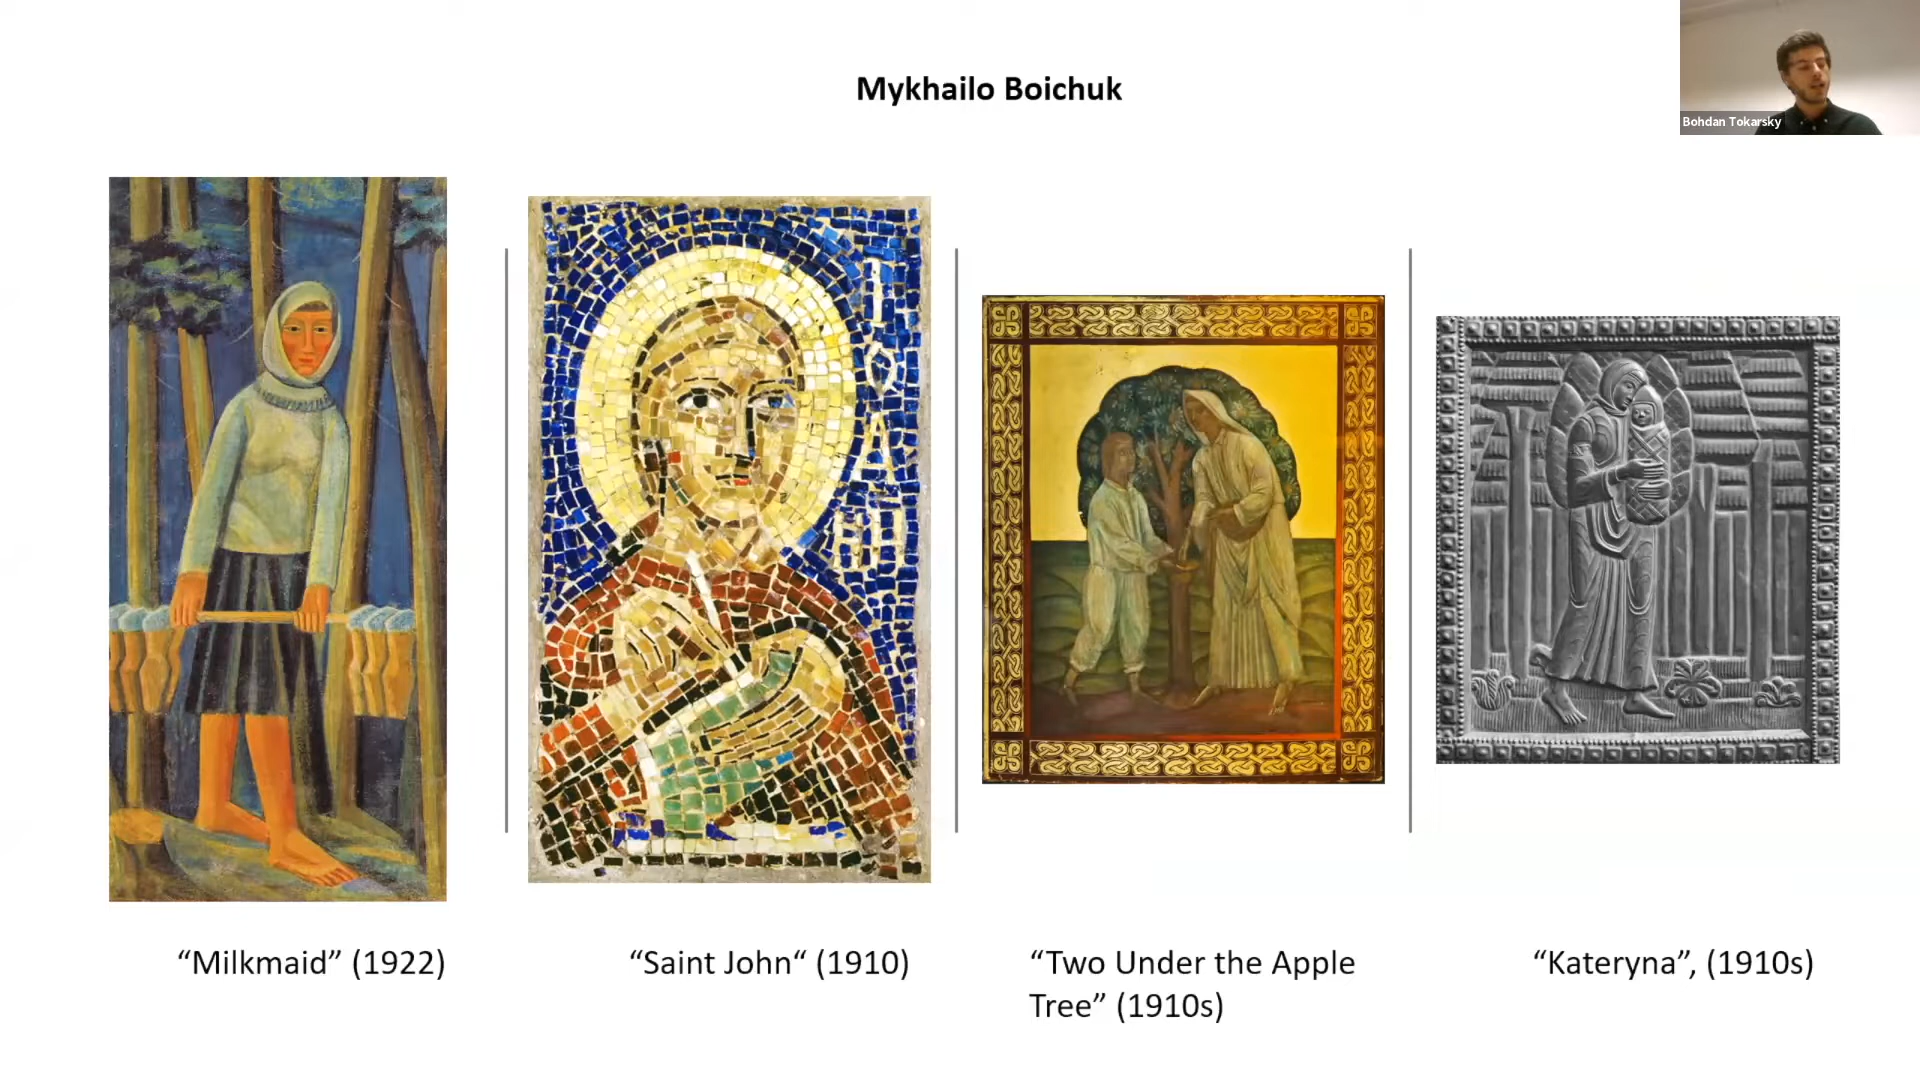 Mykhailo Boichuk
Bohdan Tokarsky
“Milkmaid” (1922)
“Saint John“ (1910)
“Two Under the Apple
Tree” (1910s)
“Kateryna”, (1910s)